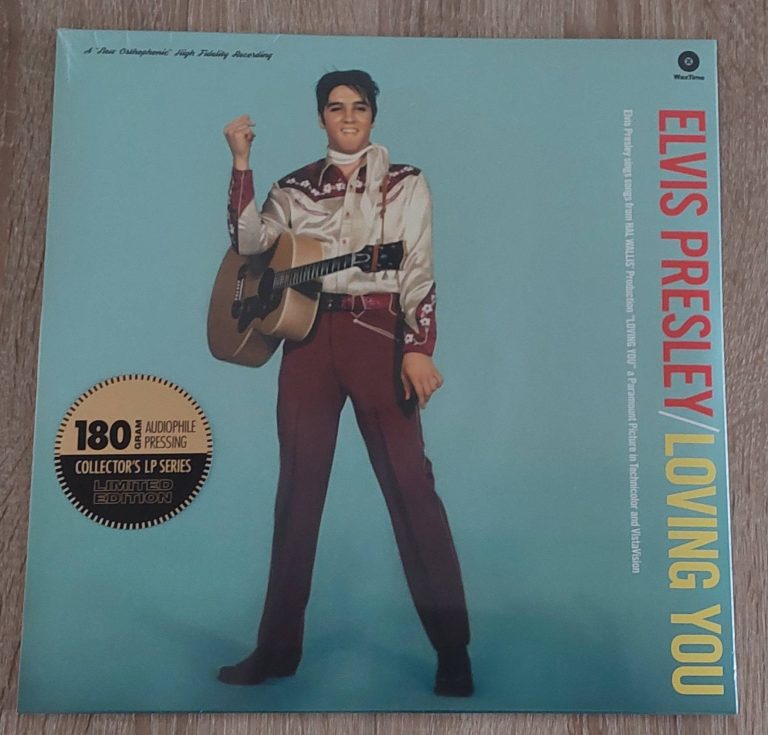 A "New Orthophonic" High Fidelity Recording
WaxTime
ELVIS PRESLEY/LOVING YOU
Elvis Presley sings songs from HAL WALLIS' Production "LOVING YOU" a Paramount Picture in Technicolor and VistaVision
180 GRAM AUDIOPHILE
PRESSING
COLLECTOR'S LP SERIES
LIMITED
EDITION